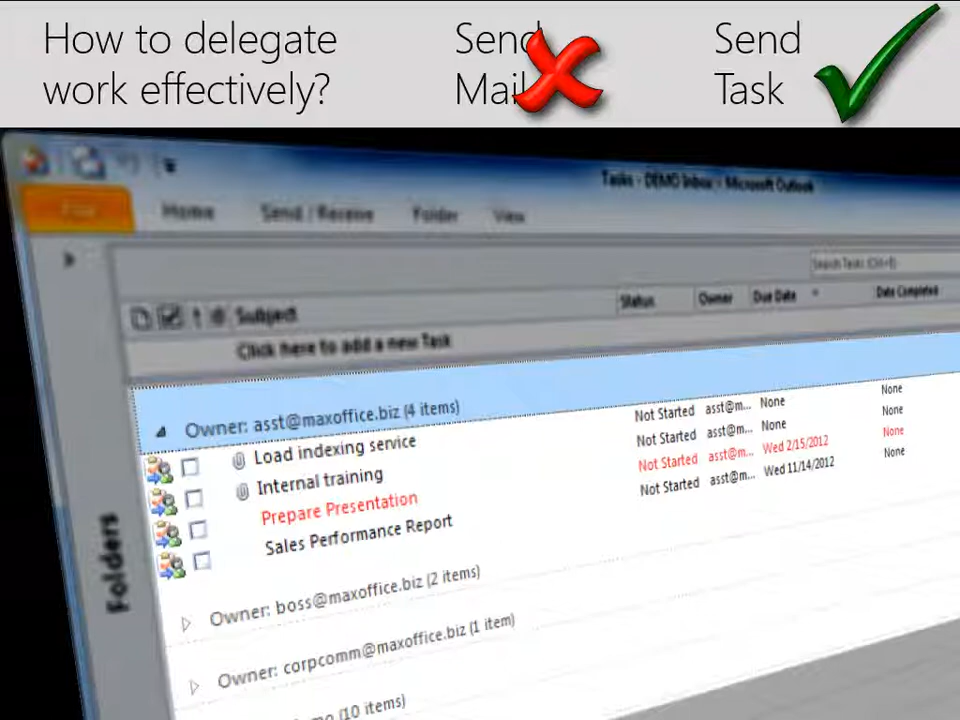 How to delegate
work effectively?
Send
Mail
Send
Task
Tasks - DEMO Inbox - Microsoft Outlook
File Home Send / Receive Folder View
Search Tasks (Ctrl+E)
Subject Status Owner Due Date Date Completed
Click here to add a new Task
Owner: asst@maxoffice.biz (4 items)
Load indexing service Not Started asst@m... None None
Internal training Not Started asst@m... None None
Prepare Presentation Not Started asst@m... Wed 2/15/2012 None
Sales Performance Report Not Started asst@m... Wed 11/14/2012 None
Owner: boss@maxoffice.biz (2 items)
Owner: corpcomm@maxoffice.biz (1 item)
(10 items)
Folders